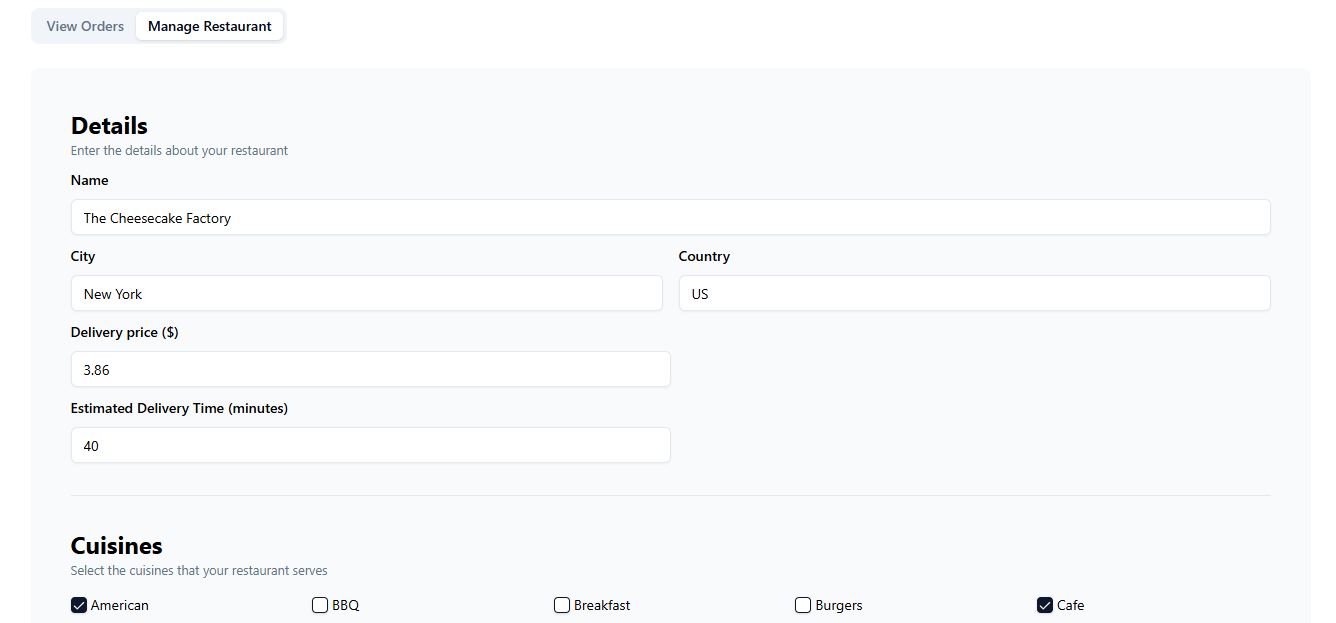 View Orders Manage Restaurant
Details
Enter the details about your restaurant
Name
The Cheesecake Factory
City Country
New York US
Delivery price ($)
3.86
Estimated Delivery Time (minutes)
40
Cuisines
Select the cuisines that your restaurant serves
American BBQ Breakfast Burgers Cafe